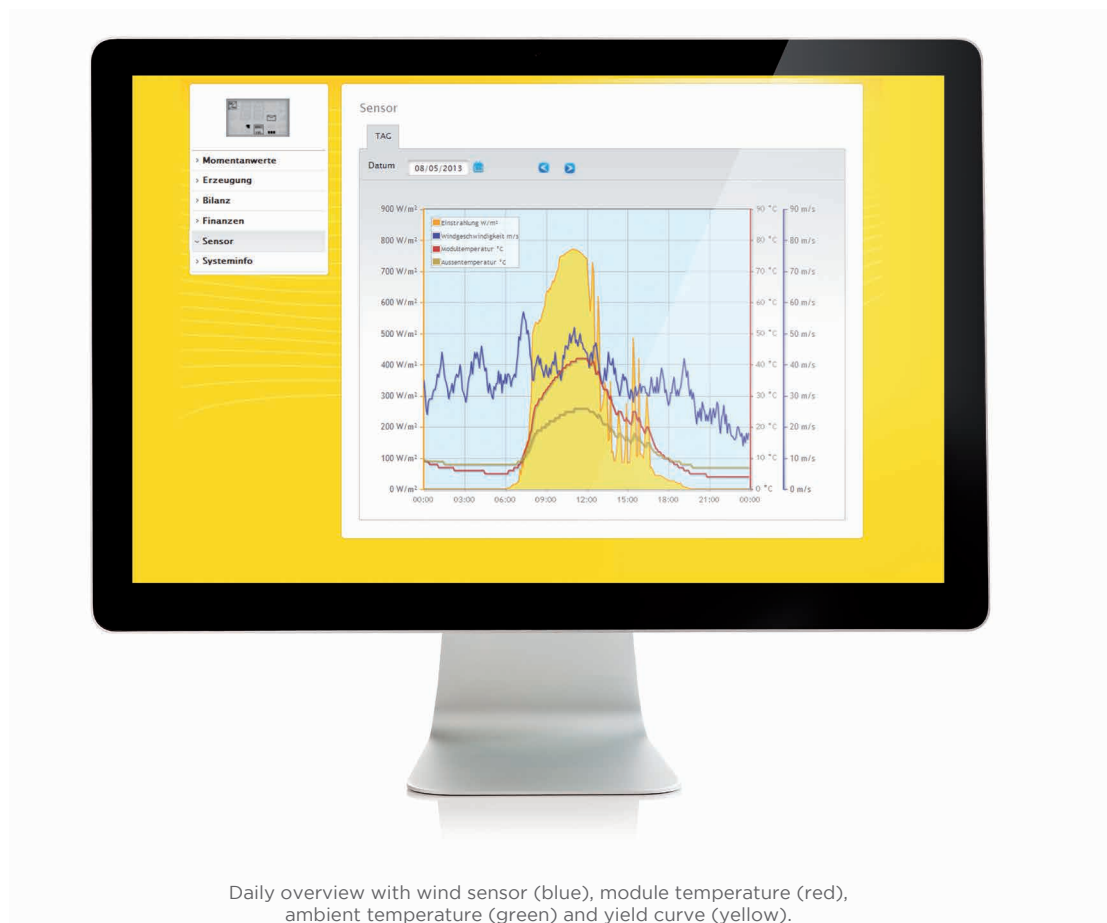 Momentanwerte
Erzeugung
Bilanz
Finanzen
Sensor
Systeminfo
Sensor
TAG
Datum 08/05/2013
900 W/m² 90 °C 90 m/s
Einstrahlung W/m²
Windgeschwindigkeit m/s
800 W/m² 80 °C 80 m/s
Modultemperatur °C
Aussentemperatur °C
700 W/m² 70 °C 70 m/s
600 W/m² 60 °C 60 m/s
500 W/m² 50 °C 50 m/s
400 W/m² 40 °C 40 m/s
300 W/m² 30 °C 30 m/s
200 W/m² 20 °C 20 m/s
100 W/m² 10 °C 10 m/s
0 W/m² 0 °C 0 m/s
00:00 03:00 06:00 09:00 12:00 15:00 18:00 21:00 00:00
Daily overview with wind sensor (blue), module temperature (red),
ambient temperature (green) and yield curve (yellow).